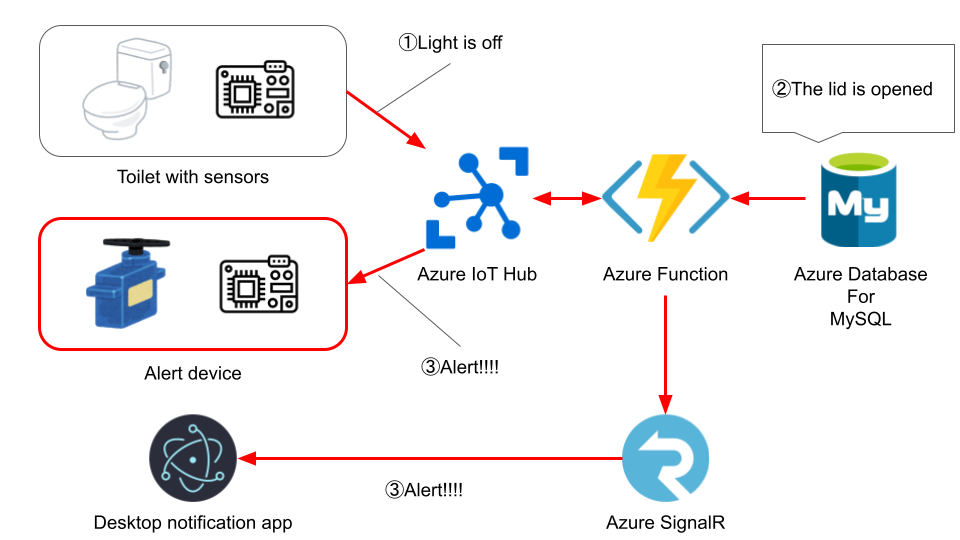 ①Light is off
②The lid is opened
Toilet with sensors
My
Azure IoT Hub
Azure Function
Azure Database
For
MySQL
③Alert!!!!
Alert device
③Alert!!!!
Desktop notification app
Azure SignalR